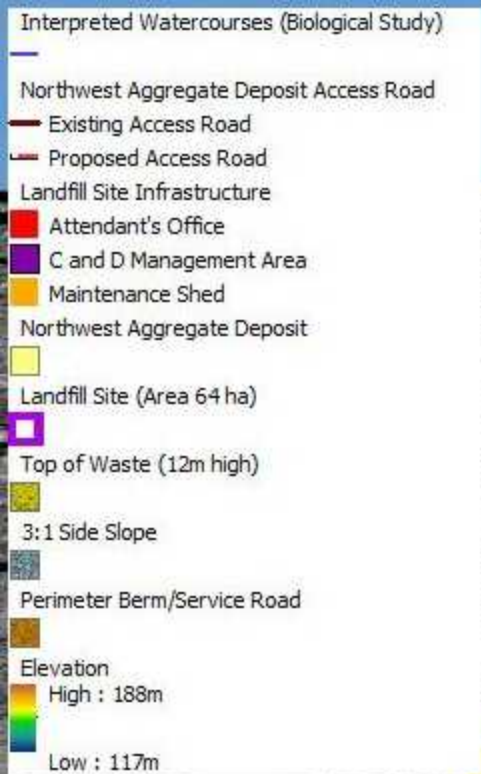 Interpreted Watercourses (Biological Study)
Northwest Aggregate Deposit Access Road
Existing Access Road
Proposed Access Road
Landfill Site Infrastructure
Attendant's Office
C and D Management Area
Maintenance Shed
Northwest Aggregate Deposit
Landfill Site (Area 64 ha)
Top of Waste (12m high)
3:1 Side Slope
Perimeter Berm/Service Road
Elevation
High : 188m
Low : 117m